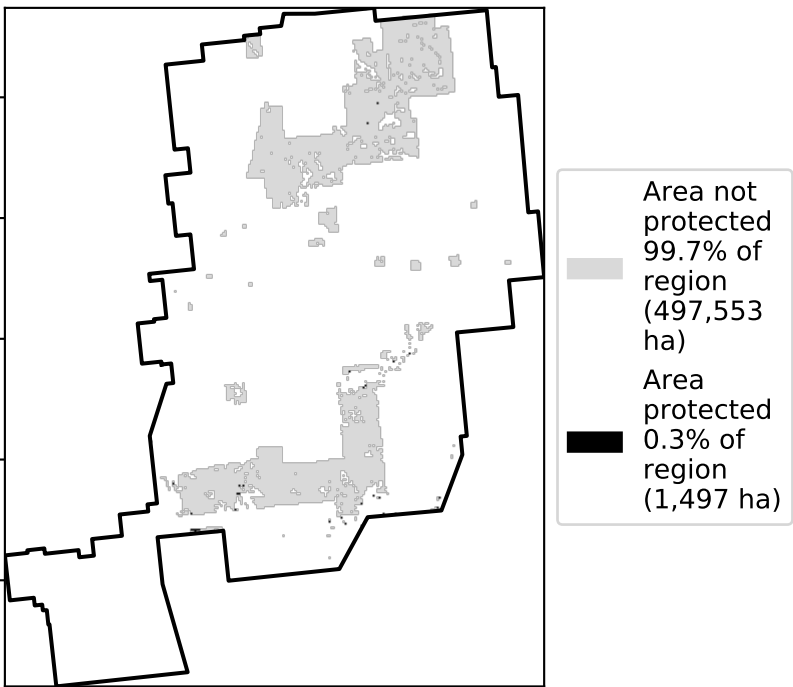 Area not
protected
99.7% of
region
(497,553
ha)
Area
protected
0.3% of
region
(1,497 ha)